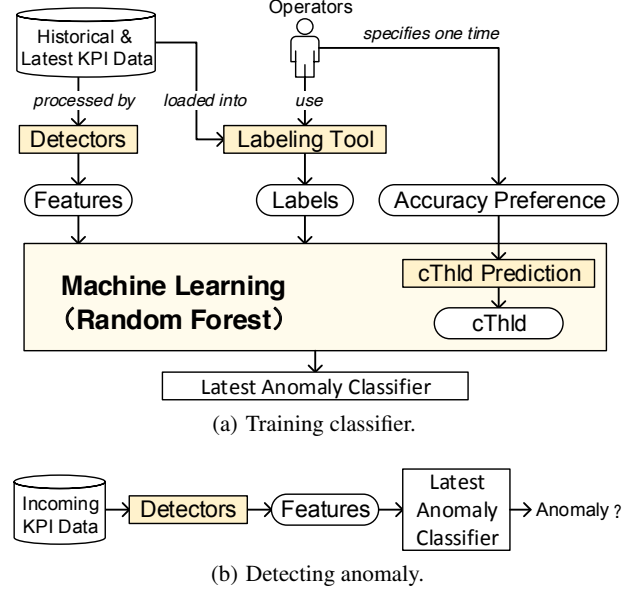 Operators
Historical &
Latest KPI Data
specifies one time
processed by
loaded into
use
Detectors
Labeling Tool
Features
Labels
Accuracy Preference
Machine Learning
（Random Forest）
cThld Prediction
cThld
Latest Anomaly Classifier
(a) Training classifier.
Incoming
KPI Data
Detectors
Features
Latest
Anomaly
Classifier
Anomaly ?
(b) Detecting anomaly.